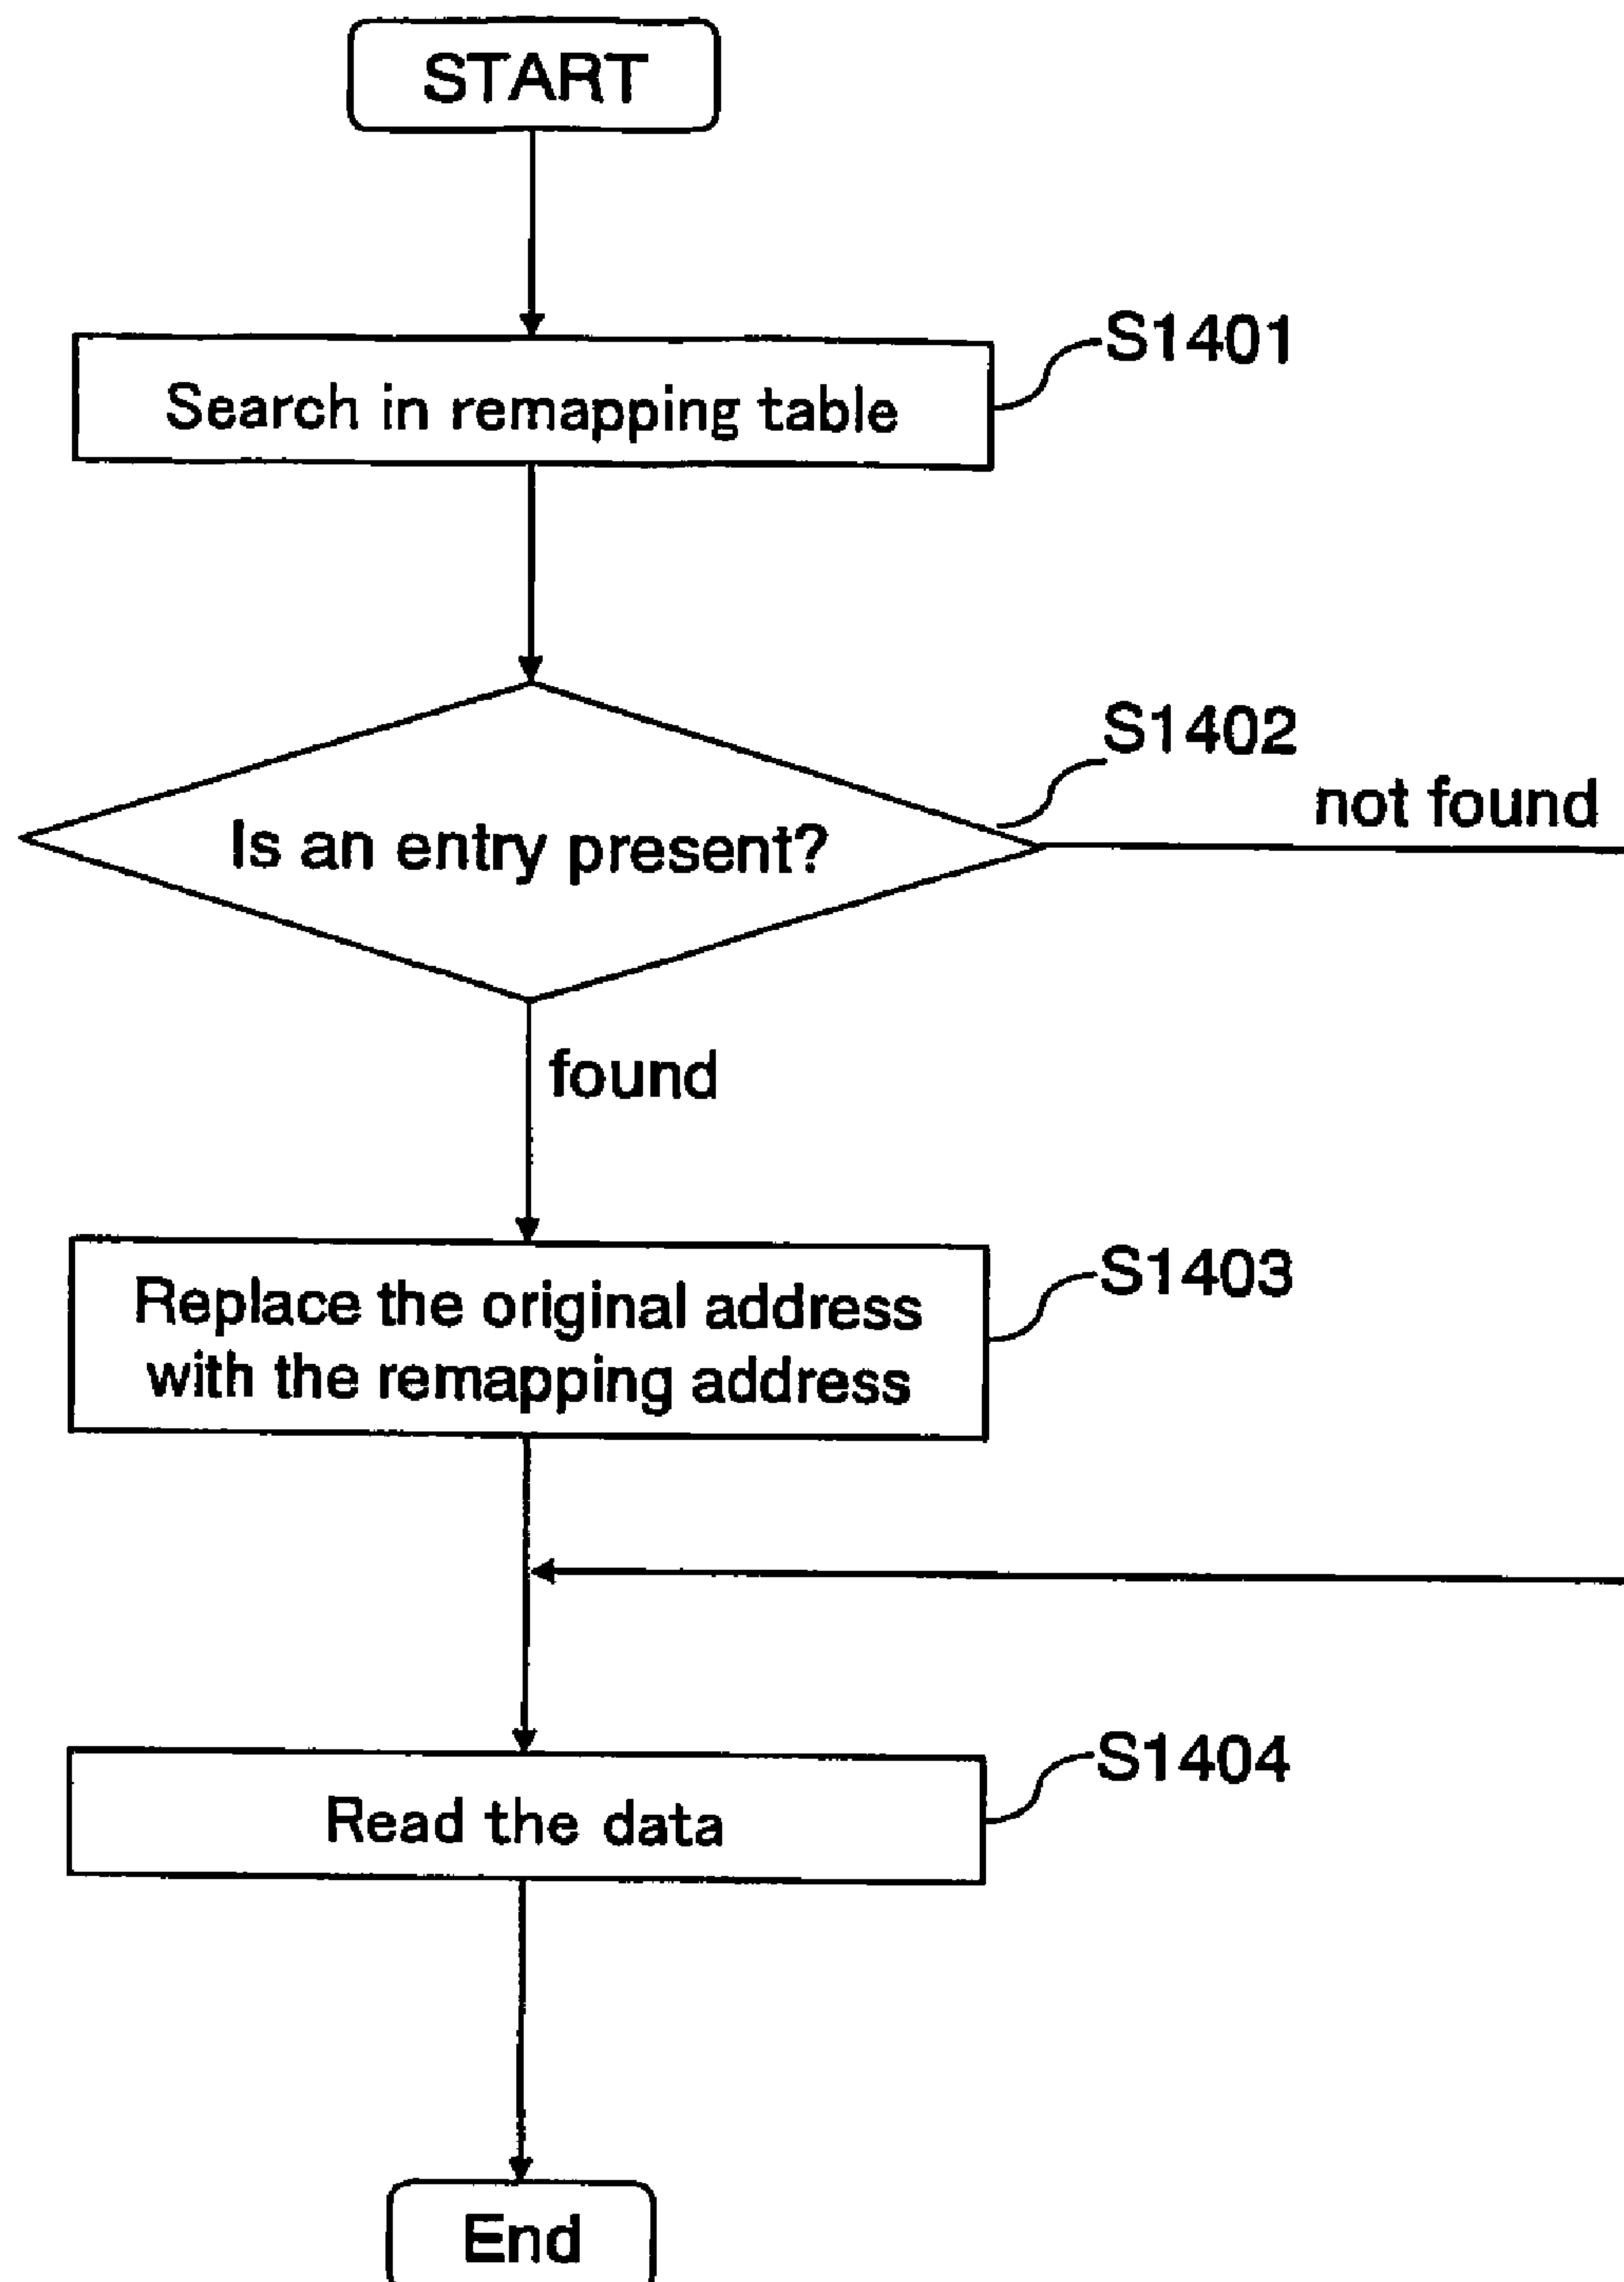 START
S1401
Search in remapping table
S1402
not found
Is an entry present?
found
S1403
Replace the original address
with the remapping address
S1404
Read the data
End